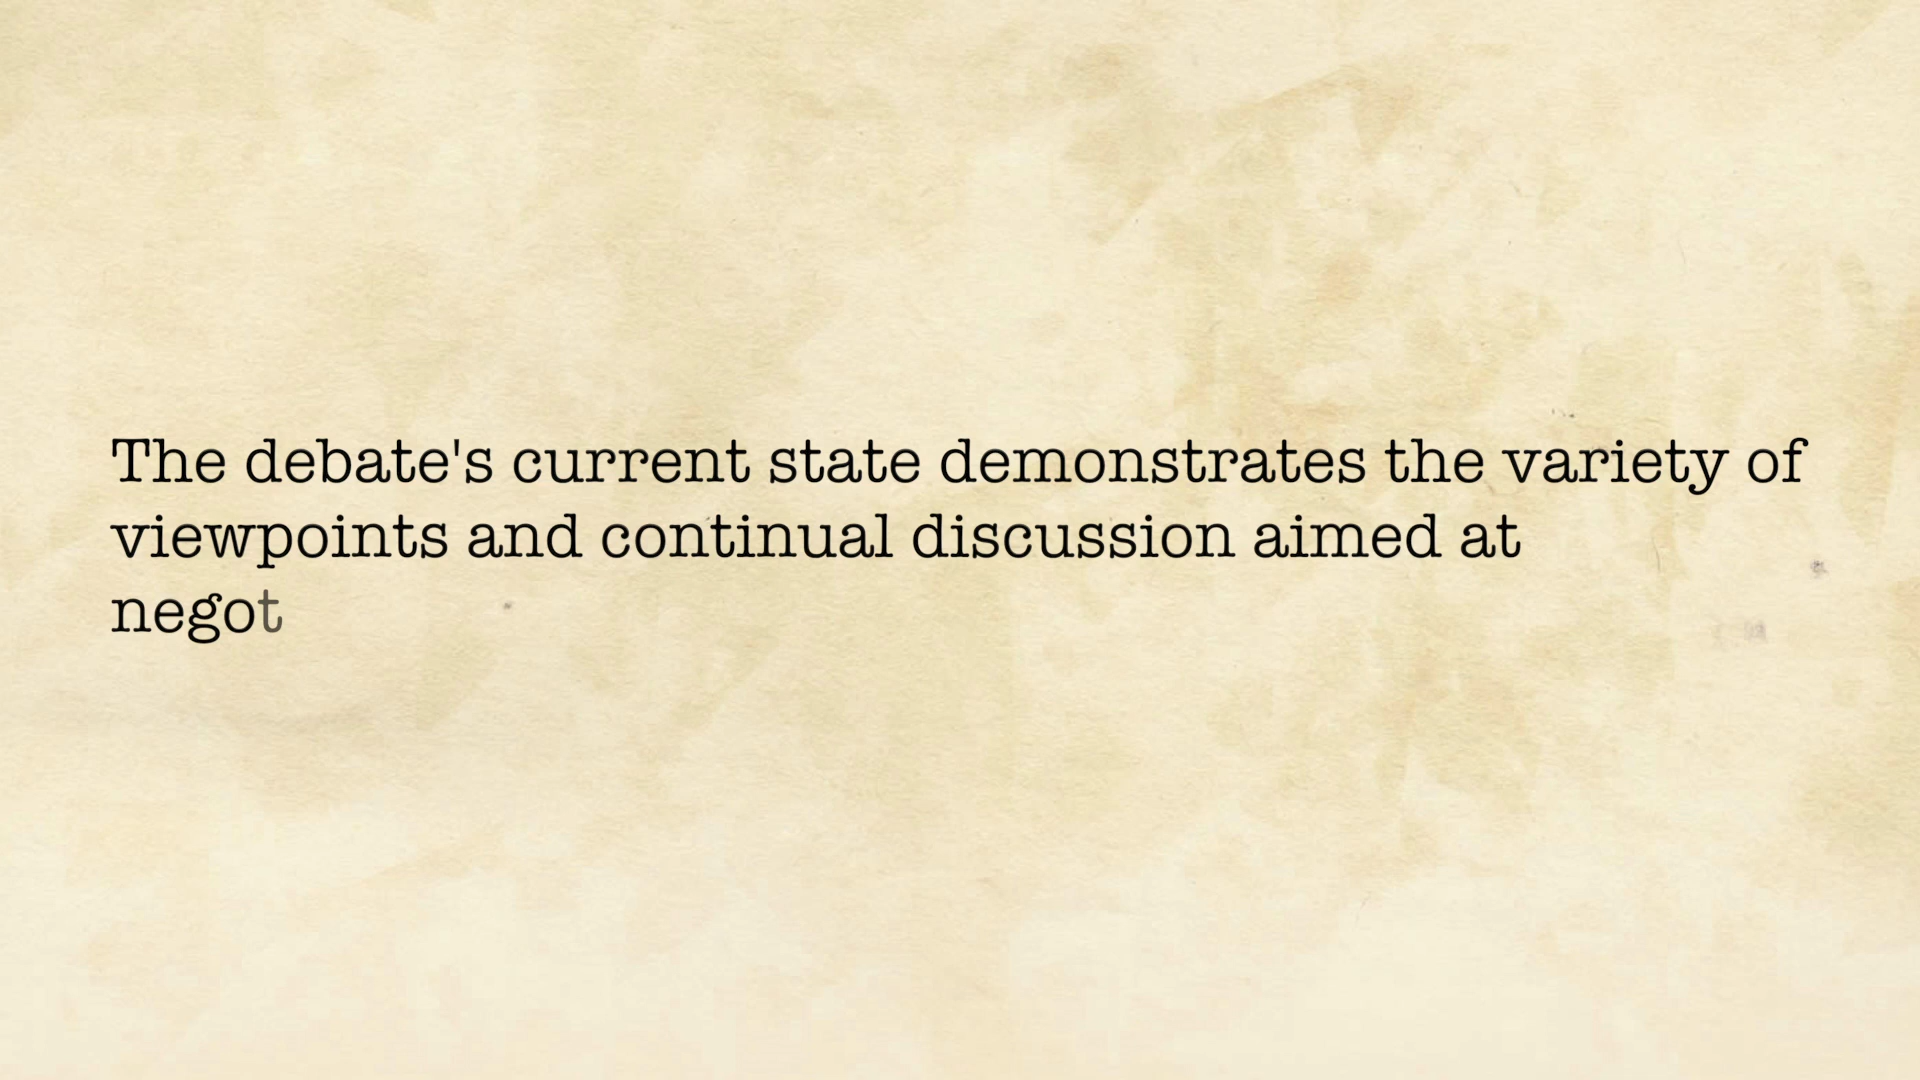 The debate's current state demonstrates the variety of
viewpoints and continual discussion aimed at
negot